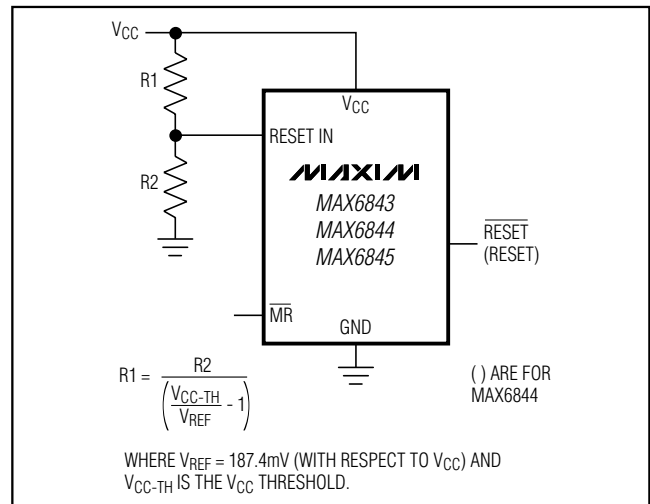 VCC
R1
VCC
RESET IN
R2
MAXIM
MAX6843
MAX6844
MAX6845
RESET
(RESET)
MR
GND
R1 = R2 / (VCC-TH / VREF - 1)
( ) ARE FOR
MAX6844
WHERE VREF = 187.4mV (WITH RESPECT TO VCC) AND
VCC-TH IS THE VCC THRESHOLD.